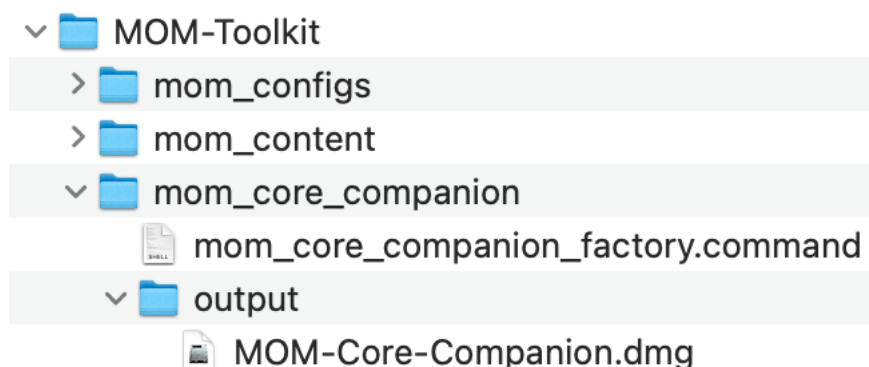 MOM-Toolkit
mom_configs
mom_content
mom_core_companion
mom_core_companion_factory.command
output
MOM-Core-Companion.dmg